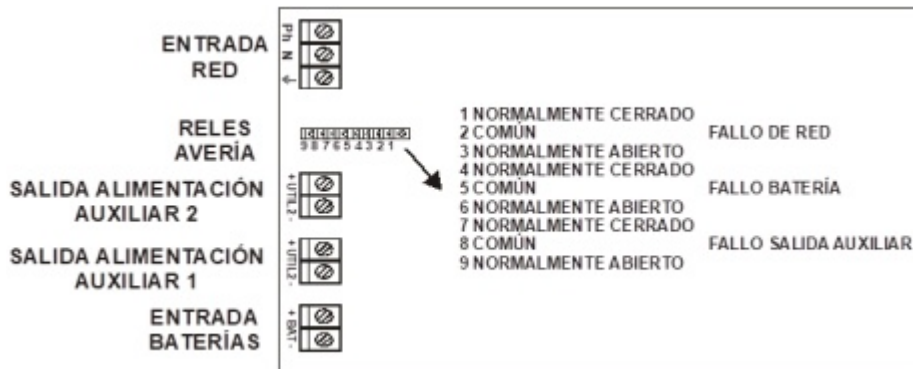 ENTRADA
RED
Ph N
RELES
AVERÍA
9 8 7 6 5 4 3 2 1
SALIDA ALIMENTACIÓN
AUXILIAR 2
+ UTIL2 -
SALIDA ALIMENTACIÓN
AUXILIAR 1
+ UTIL2 -
ENTRADA
BATERÍAS
+ BAT -
1 NORMALMENTE CERRADO
2 COMÚN FALLO DE RED
3 NORMALMENTE ABIERTO
4 NORMALMENTE CERRADO
5 COMÚN FALLO BATERÍA
6 NORMALMENTE ABIERTO
7 NORMALMENTE CERRADO
8 COMÚN FALLO SALIDA AUXILIAR
9 NORMALMENTE ABIERTO